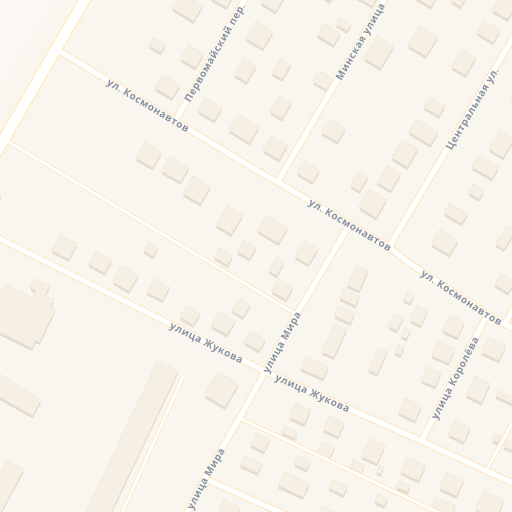 Первомайский пер.
Минская улица
ул. Космонавтов
Центральная ул.
ул. Космонавтов
ул. Космонавтов
улица Жукова
улица Мира
улица Королёва
улица Жукова
улица Мира